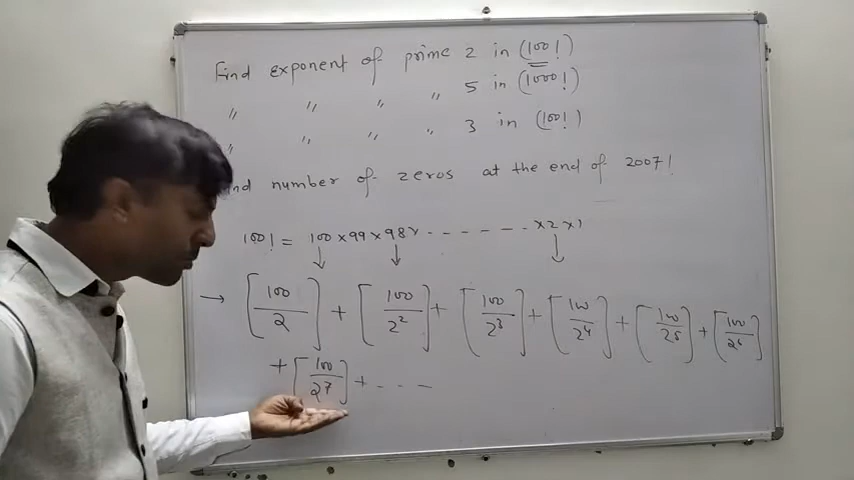 Find exponent of prime 2 in (100!)
" " " " 5 in (1000!)
" " " " 3 in (100!)
nd number of zeros at the end of 2007!
100! = 100 × 99 × 98 × - - - - - - - × 2 × 1
→ [100/2] + [100/2²] + [100/2³] + [100/2⁴] + [100/2⁵] + [100/2⁶]
+ [100/2⁷] + - - -